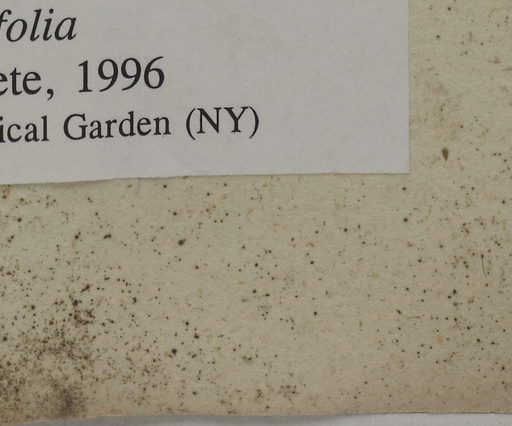 folia
ete, 1996
ical Garden (NY)